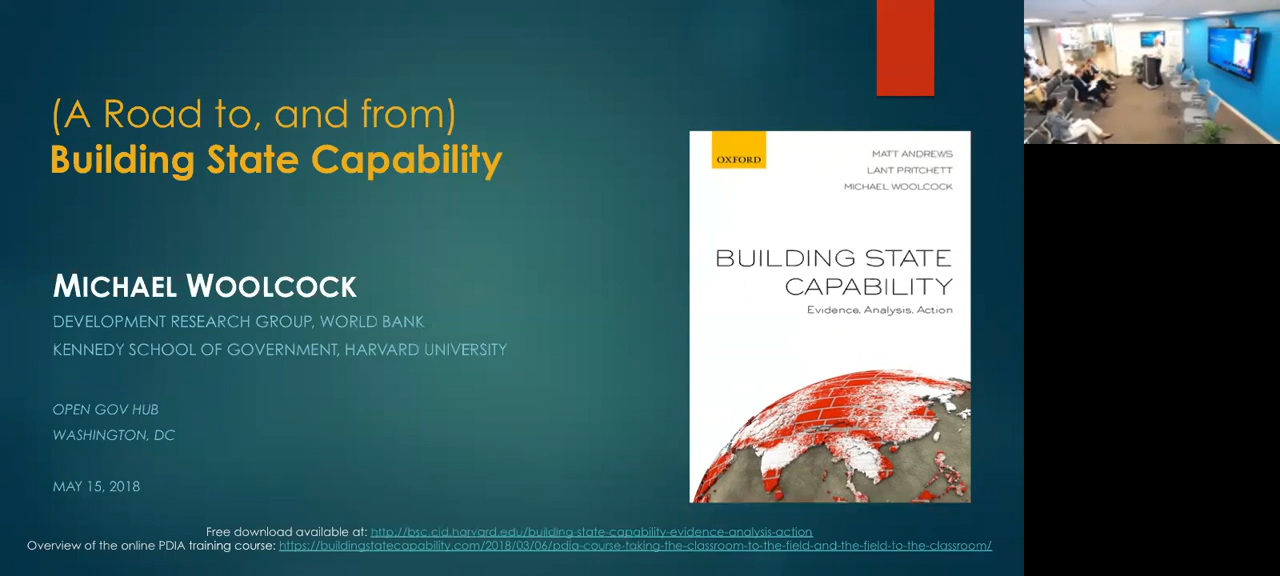 (A Road to, and from)
Building State Capability
MICHAEL WOOLCOCK
DEVELOPMENT RESEARCH GROUP, WORLD BANK
KENNEDY SCHOOL OF GOVERNMENT, HARVARD UNIVERSITY
OPEN GOV HUB
WASHINGTON, DC
MAY 15, 2018
OXFORD
MATT ANDREWS
LANT PRITCHETT
MICHAEL WOOLCOCK
BUILDING STATE
CAPABILITY
Evidence, Analysis, Action
Free download available at: http://bsc.cid.harvard.edu/building-state-capability-evidence-analysis-action
Overview of the online PDIA training course: https://buildingstatecapability.com/2018/03/06/pdia-course-taking-the-classroom-to-the-field-and-the-field-to-the-classroom/